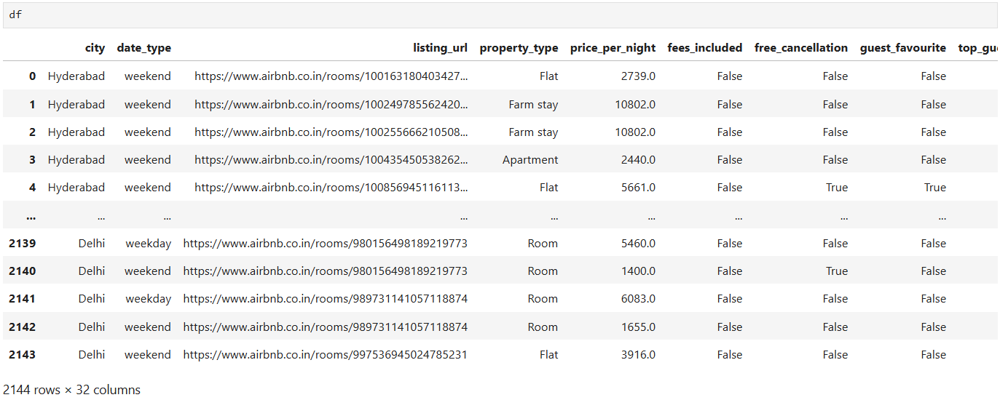 df
city date_type listing_url property_type price_per_night fees_included free_cancellation guest_favourite top_gu
0 Hyderabad weekend https://www.airbnb.co.in/rooms/100163180403427... Flat 2739.0 False False False
1 Hyderabad weekend https://www.airbnb.co.in/rooms/100249785562420... Farm stay 10802.0 False False False
2 Hyderabad weekend https://www.airbnb.co.in/rooms/100255666210508... Farm stay 10802.0 False False False
3 Hyderabad weekend https://www.airbnb.co.in/rooms/100435450538262... Apartment 2440.0 False False False
4 Hyderabad weekend https://www.airbnb.co.in/rooms/100856945116113... Flat 5661.0 False True True
... ... ... ... ... ... ... ... ...
2139 Delhi weekday https://www.airbnb.co.in/rooms/980156498189219773 Room 5460.0 False False False
2140 Delhi weekend https://www.airbnb.co.in/rooms/980156498189219773 Room 1400.0 False True False
2141 Delhi weekday https://www.airbnb.co.in/rooms/989731141057118874 Room 6083.0 False False False
2142 Delhi weekend https://www.airbnb.co.in/rooms/989731141057118874 Room 1655.0 False False False
2143 Delhi weekend https://www.airbnb.co.in/rooms/997536945024785231 Flat 3916.0 False False False
2144 rows × 32 columns